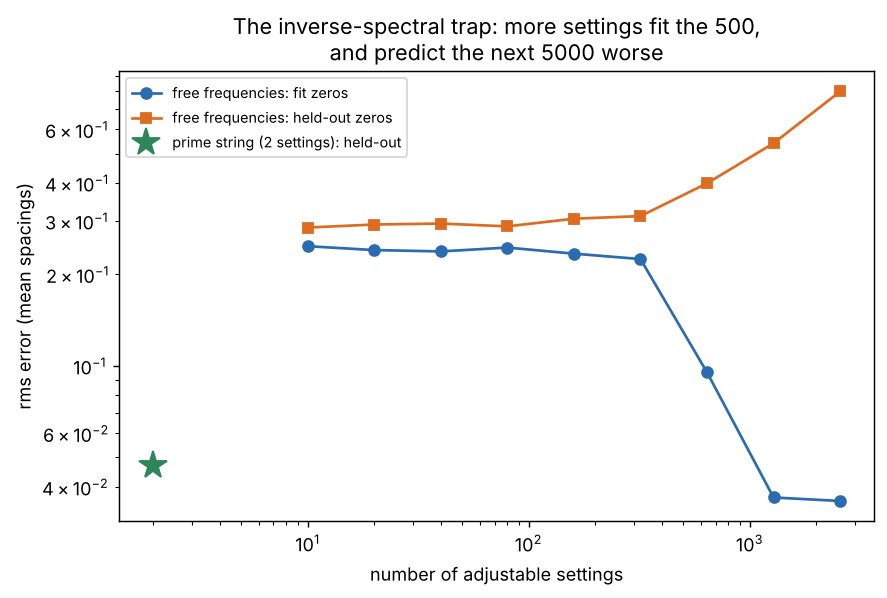 The inverse-spectral trap: more settings fit the 500,
and predict the next 5000 worse
free frequencies: fit zeros
free frequencies: held-out zeros
prime string (2 settings): held-out
rms error (mean spacings)
6 × 10⁻¹
4 × 10⁻¹
3 × 10⁻¹
2 × 10⁻¹
10⁻¹
6 × 10⁻²
4 × 10⁻²
10¹
10²
10³
number of adjustable settings